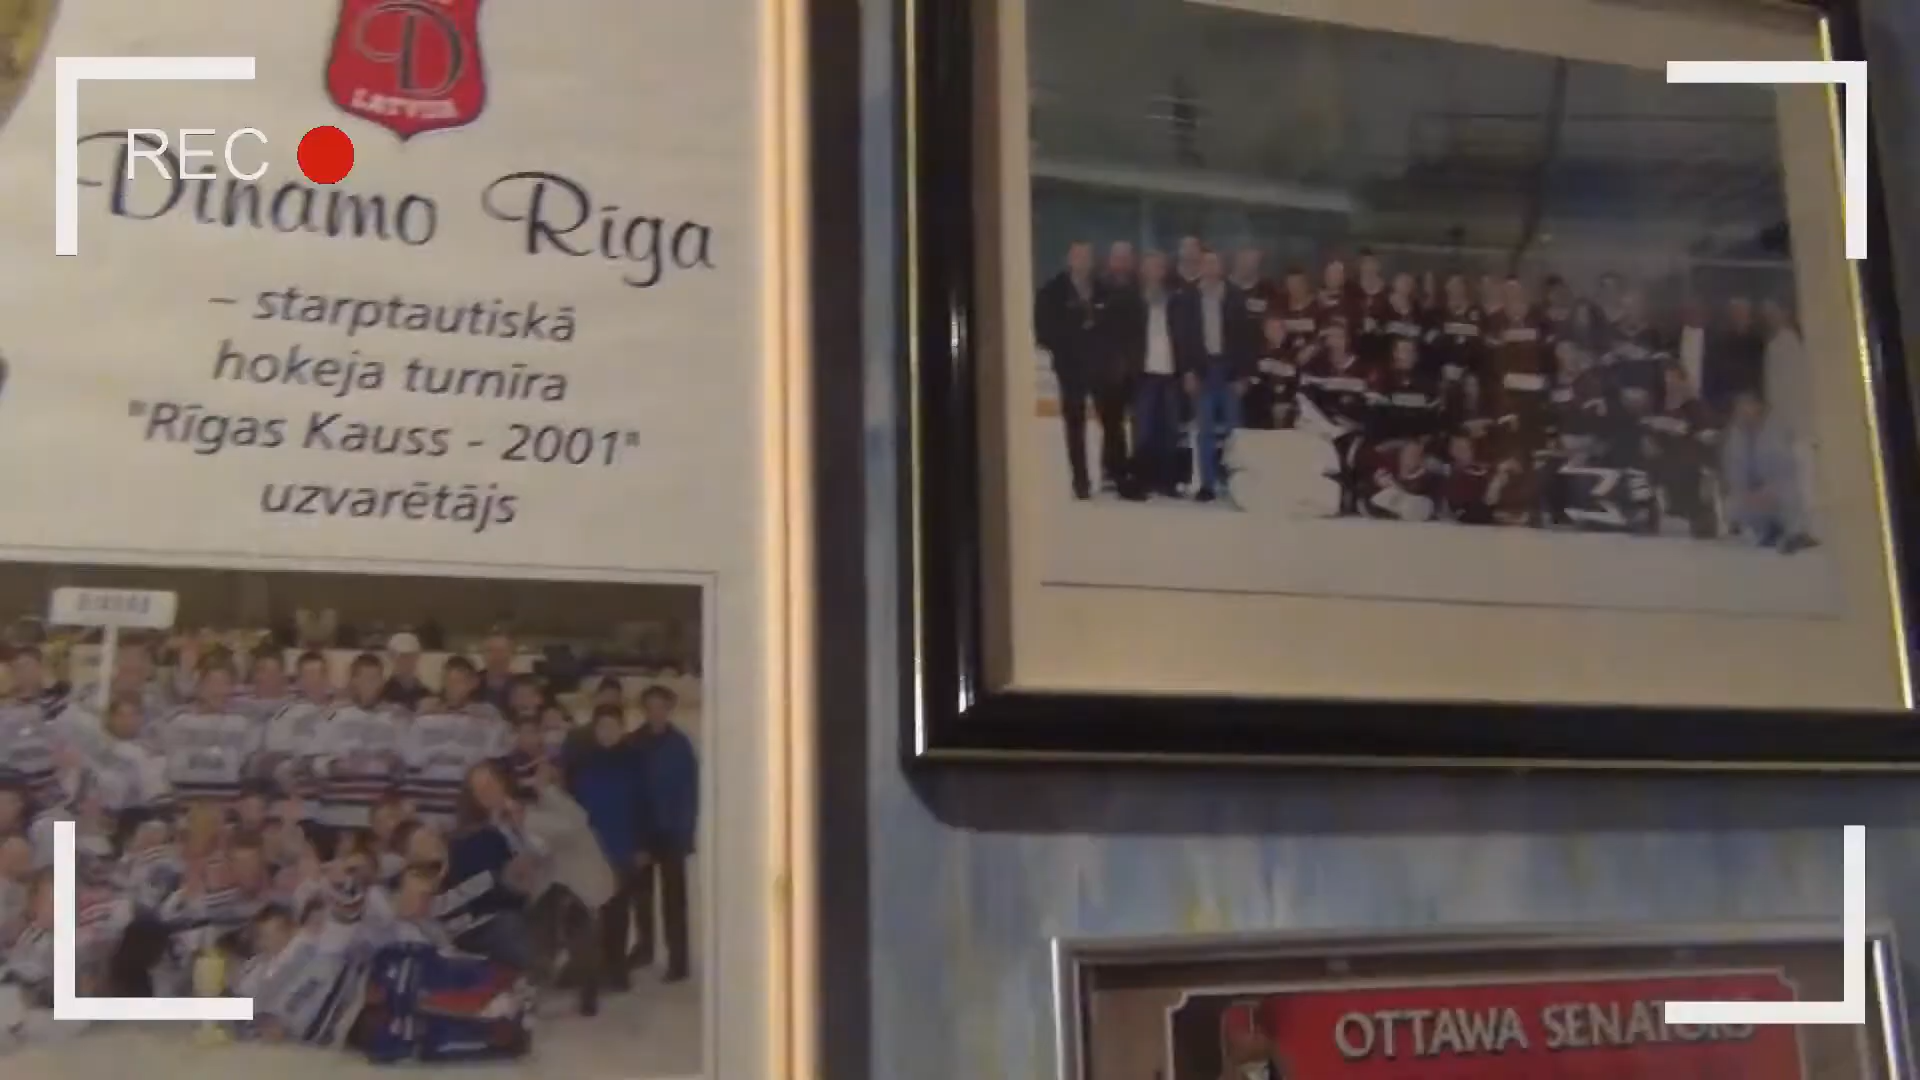 D
LATVIA
REC
Dinamo Rīga
– starptautiskā
hokeja turnīra
"Rīgas Kauss - 2001"
uzvarētājs
OTTAWA SENATORS